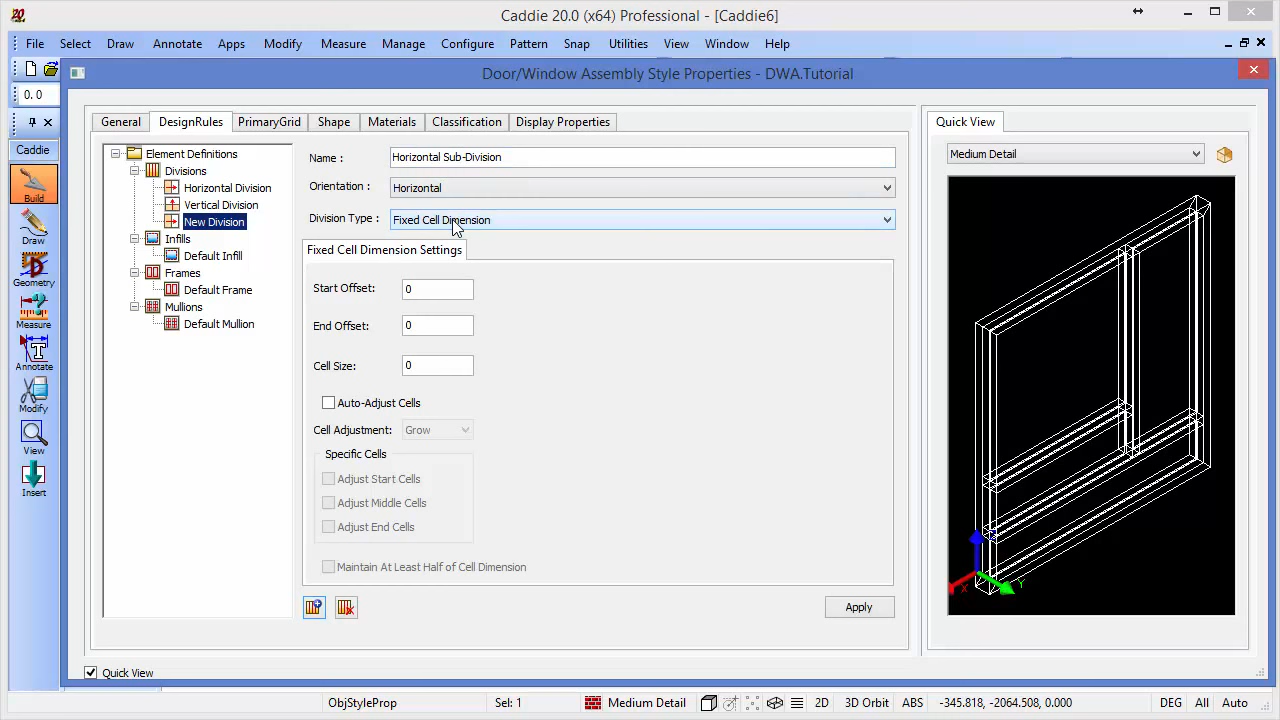 20.
Caddie 20.0 (x64) Professional - [Caddie6]
File Select Draw Annotate Apps Modify Measure Manage Configure Pattern Snap Utilities View Window Help
Door/Window Assembly Style Properties - DWA.Tutorial
0. 0
General DesignRules PrimaryGrid Shape Materials Classification Display Properties
Quick View
Caddie
Build
Draw
Geometry
Measure
Annotate
Modify
View
Insert
Element Definitions
Divisions
Horizontal Division
Vertical Division
New Division
Infills
Default Infill
Frames
Default Frame
Mullions
Default Mullion
Name : Horizontal Sub-Division
Orientation : Horizontal
Division Type : Fixed Cell Dimension
Fixed Cell Dimension Settings
Start Offset: 0
End Offset: 0
Cell Size: 0
Auto-Adjust Cells
Cell Adjustment: Grow
Specific Cells
Adjust Start Cells
Adjust Middle Cells
Adjust End Cells
Maintain At Least Half of Cell Dimension
Apply
Medium Detail
X Y
Quick View
ObjStyleProp Sel: 1 Medium Detail 2D 3D Orbit ABS -345.818, -2064.898, 0.000 DEG All Auto